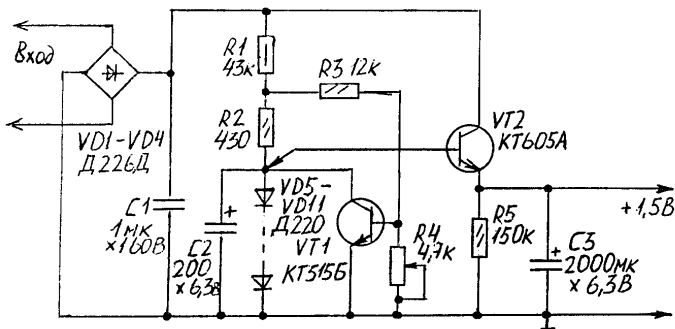 Вход
VD1-VD4
Д226Д
C1
1мк
×160В
R1
43к
R2
430
R3 12к
C2
200
×6,3В
+
VD5-
VD11
Д220
VT1
КТ315Б
R4
4,7к
VT2
КТ605А
R5
150к
+1,5В
+
C3
2000мк
×6,3В